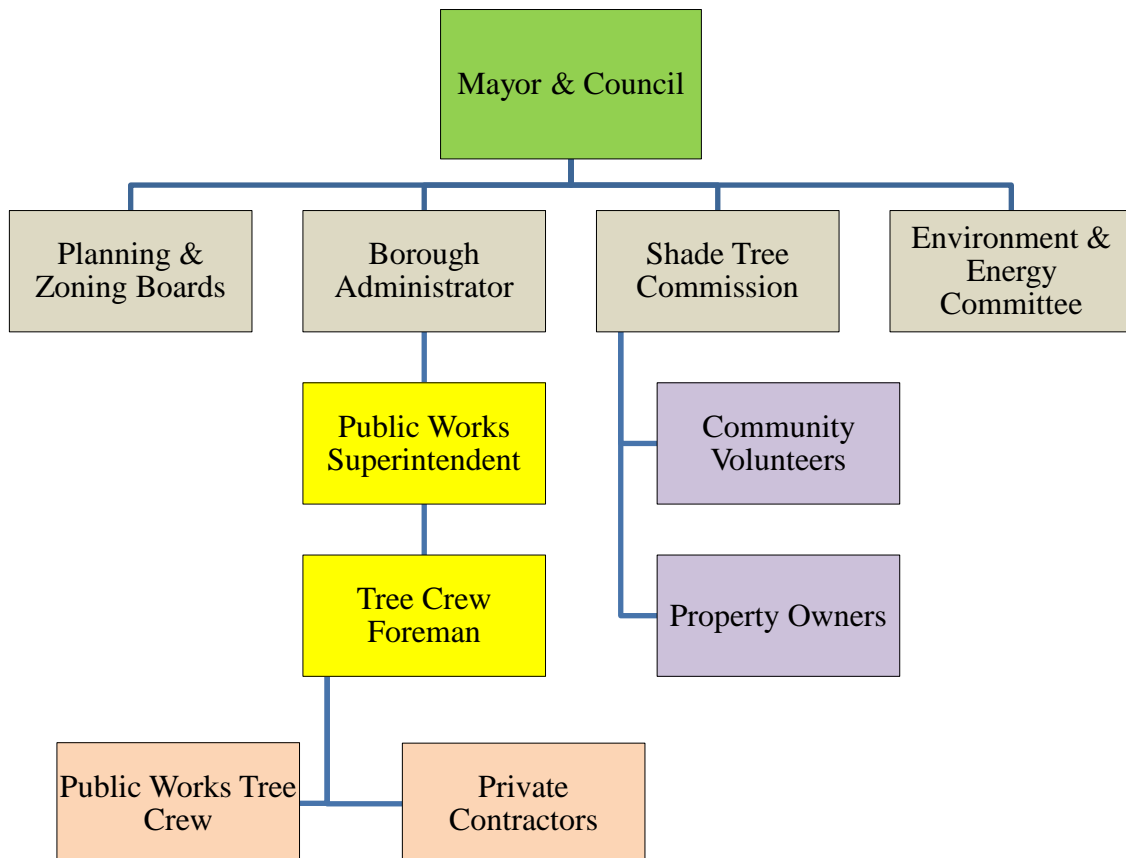 Mayor & Council
Planning &
Zoning Boards
Borough
Administrator
Shade Tree
Commission
Environment &
Energy
Committee
Public Works
Superintendent
Community
Volunteers
Tree Crew
Foreman
Property Owners
Public Works Tree
Crew
Private
Contractors